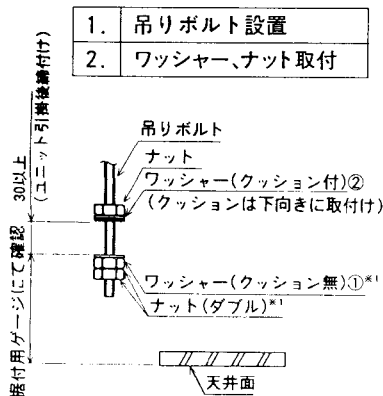 1. 吊りボルト設置
2. ワッシャー、ナット取付
吊りボルト
ナット
ワッシャー(クッション付)②
(クッションは下向きに取付け)
ワッシャー(クッション無)①*1
ナット(ダブル)*1
天井面
30以上
(ユニット引掛後締付け)
据付用ゲージにて確認